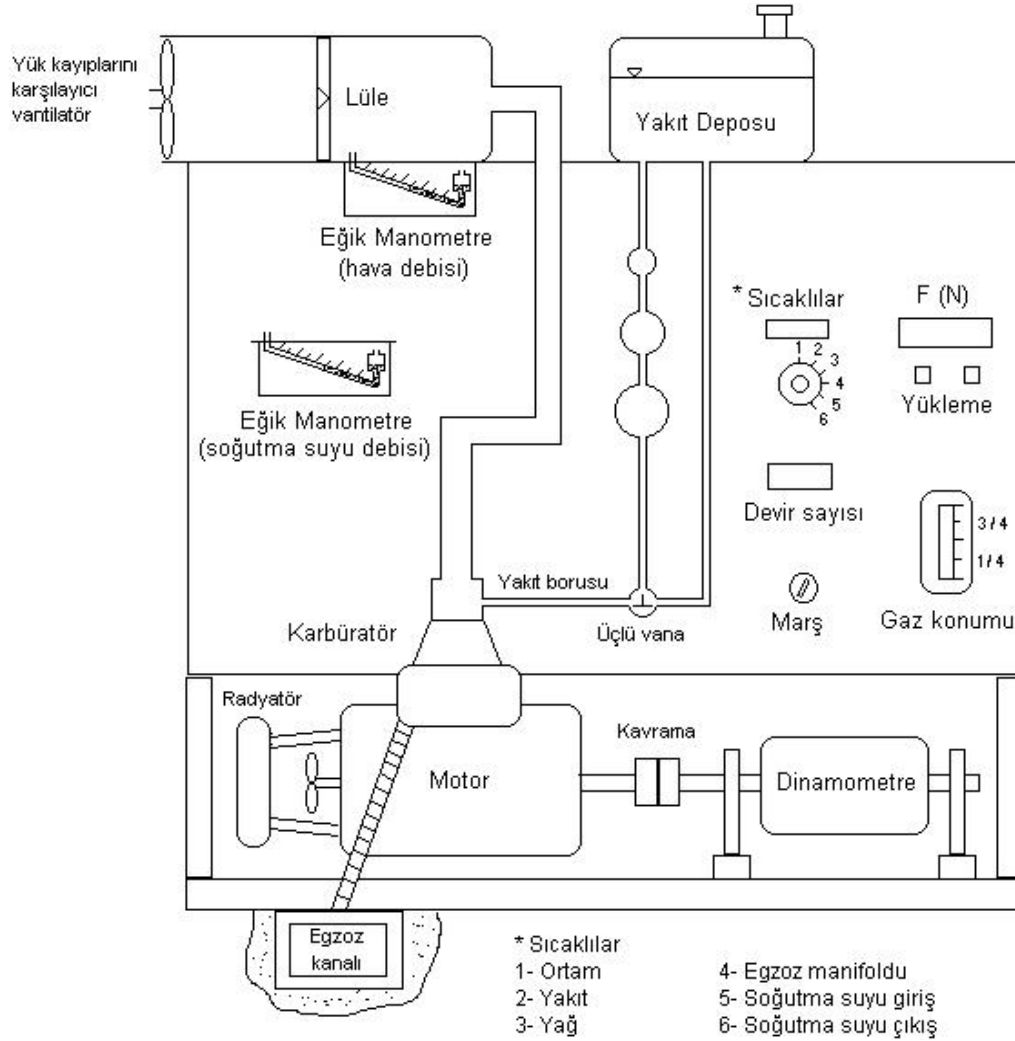 Yük kayıplarını
karşılayıcı
vantilatör
Lüle
Yakıt Deposu
Eğik Manometre
(hava debisi)
* Sıcaklılar
F (N)
1
2
3
4
5
6
Yükleme
Eğik Manometre
(soğutma suyu debisi)
Devir sayısı
3/4
1/4
Yakıt borusu
Karbüratör
Üçlü vana
Marş
Gaz konumu
Radyatör
Kavrama
Motor
Dinamometre
Egzoz
kanalı
* Sıcaklılar
1- Ortam
2- Yakıt
3- Yağ
4- Egzoz manifoldu
5- Soğutma suyu giriş
6- Soğutma suyu çıkış